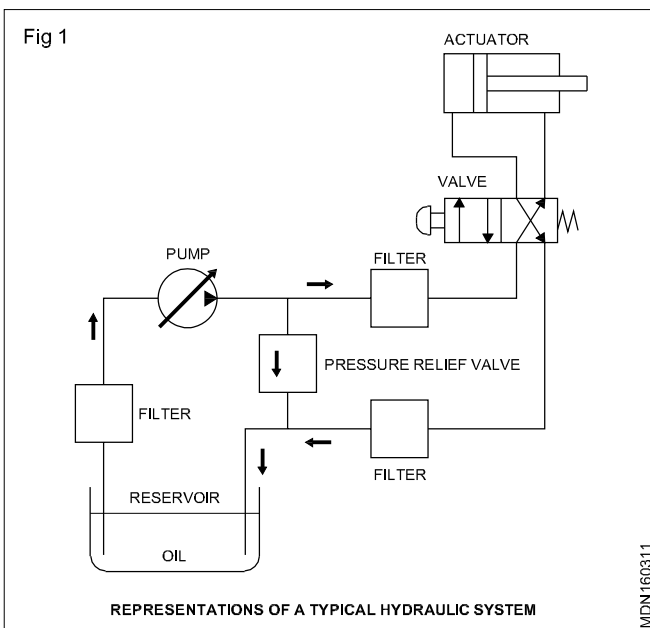 Fig 1
ACTUATOR
VALVE
PUMP
FILTER
PRESSURE RELIEF VALVE
FILTER
FILTER
RESERVOIR
OIL
REPRESENTATIONS OF A TYPICAL HYDRAULIC SYSTEM
MDN160311